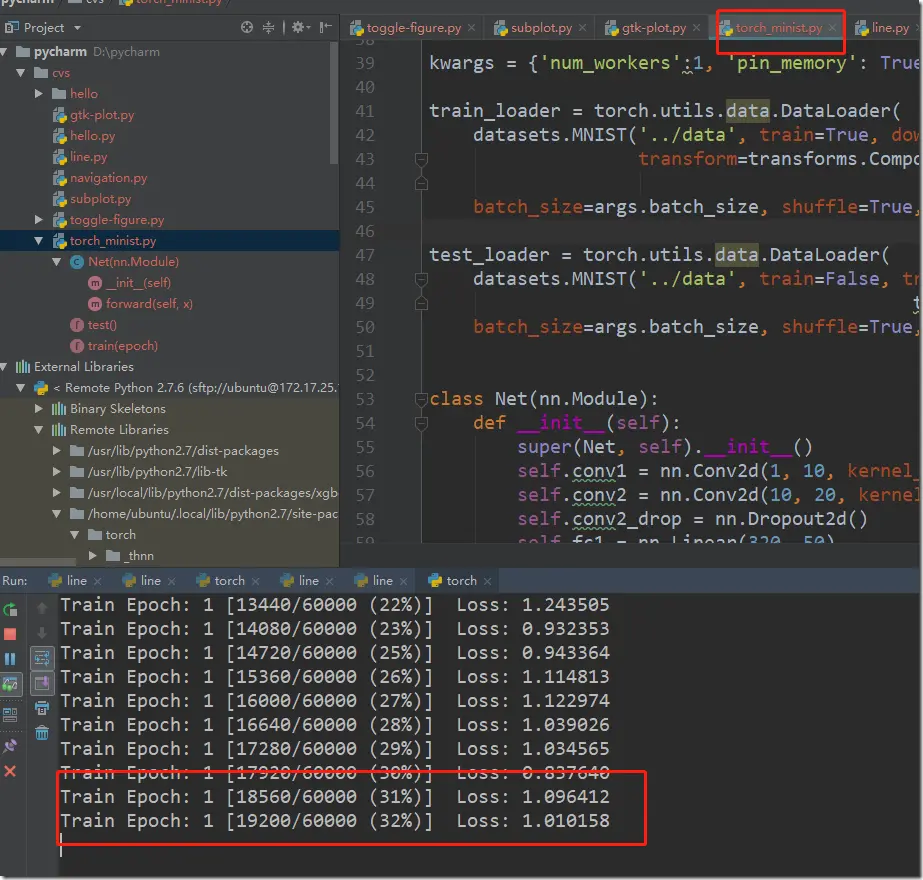 pycharm cvs torch_minist.py
Project
toggle-figure.py subplot.py gtk-plot.py torch_minist.py line.py
pycharm D:\pycharm
cvs
hello
gtk-plot.py
hello.py
line.py
navigation.py
subplot.py
toggle-figure.py
torch_minist.py
Net(nn.Module)
__init__(self)
forward(self, x)
test()
train(epoch)
External Libraries
< Remote Python 2.7.6 (sftp://ubuntu@172.17.25.
Binary Skeletons
Remote Libraries
/usr/lib/python2.7/dist-packages
/usr/lib/python2.7/lib-tk
/usr/local/lib/python2.7/dist-packages/xgb
/home/ubuntu/.local/lib/python2.7/site-pac
torch
_thnn
38
39 kwargs = {'num_workers':1, 'pin_memory': True
40
41 train_loader = torch.utils.data.DataLoader(
42 datasets.MNIST('../data', train=True, dow
43 transform=transforms.Compo
44
45 batch_size=args.batch_size, shuffle=True,
46
47 test_loader = torch.utils.data.DataLoader(
48 datasets.MNIST('../data', train=False, tr
49 t
50 batch_size=args.batch_size, shuffle=True,
51
52
53 class Net(nn.Module):
54 def __init__(self):
55 super(Net, self).__init__()
56 self.conv1 = nn.Conv2d(1, 10, kernel_
57 self.conv2 = nn.Conv2d(10, 20, kernel
58 self.conv2_drop = nn.Dropout2d()
59 self.fc1 = nn.Linear(320, 50)
Run: line line torch line line torch
Train Epoch: 1 [13440/60000 (22%)] Loss: 1.243505
Train Epoch: 1 [14080/60000 (23%)] Loss: 0.932353
Train Epoch: 1 [14720/60000 (25%)] Loss: 0.943364
Train Epoch: 1 [15360/60000 (26%)] Loss: 1.114813
Train Epoch: 1 [16000/60000 (27%)] Loss: 1.122974
Train Epoch: 1 [16640/60000 (28%)] Loss: 1.039026
Train Epoch: 1 [17280/60000 (29%)] Loss: 1.034565
Train Epoch: 1 [17920/60000 (30%)] Loss: 0.837640
Train Epoch: 1 [18560/60000 (31%)] Loss: 1.096412
Train Epoch: 1 [19200/60000 (32%)] Loss: 1.010158